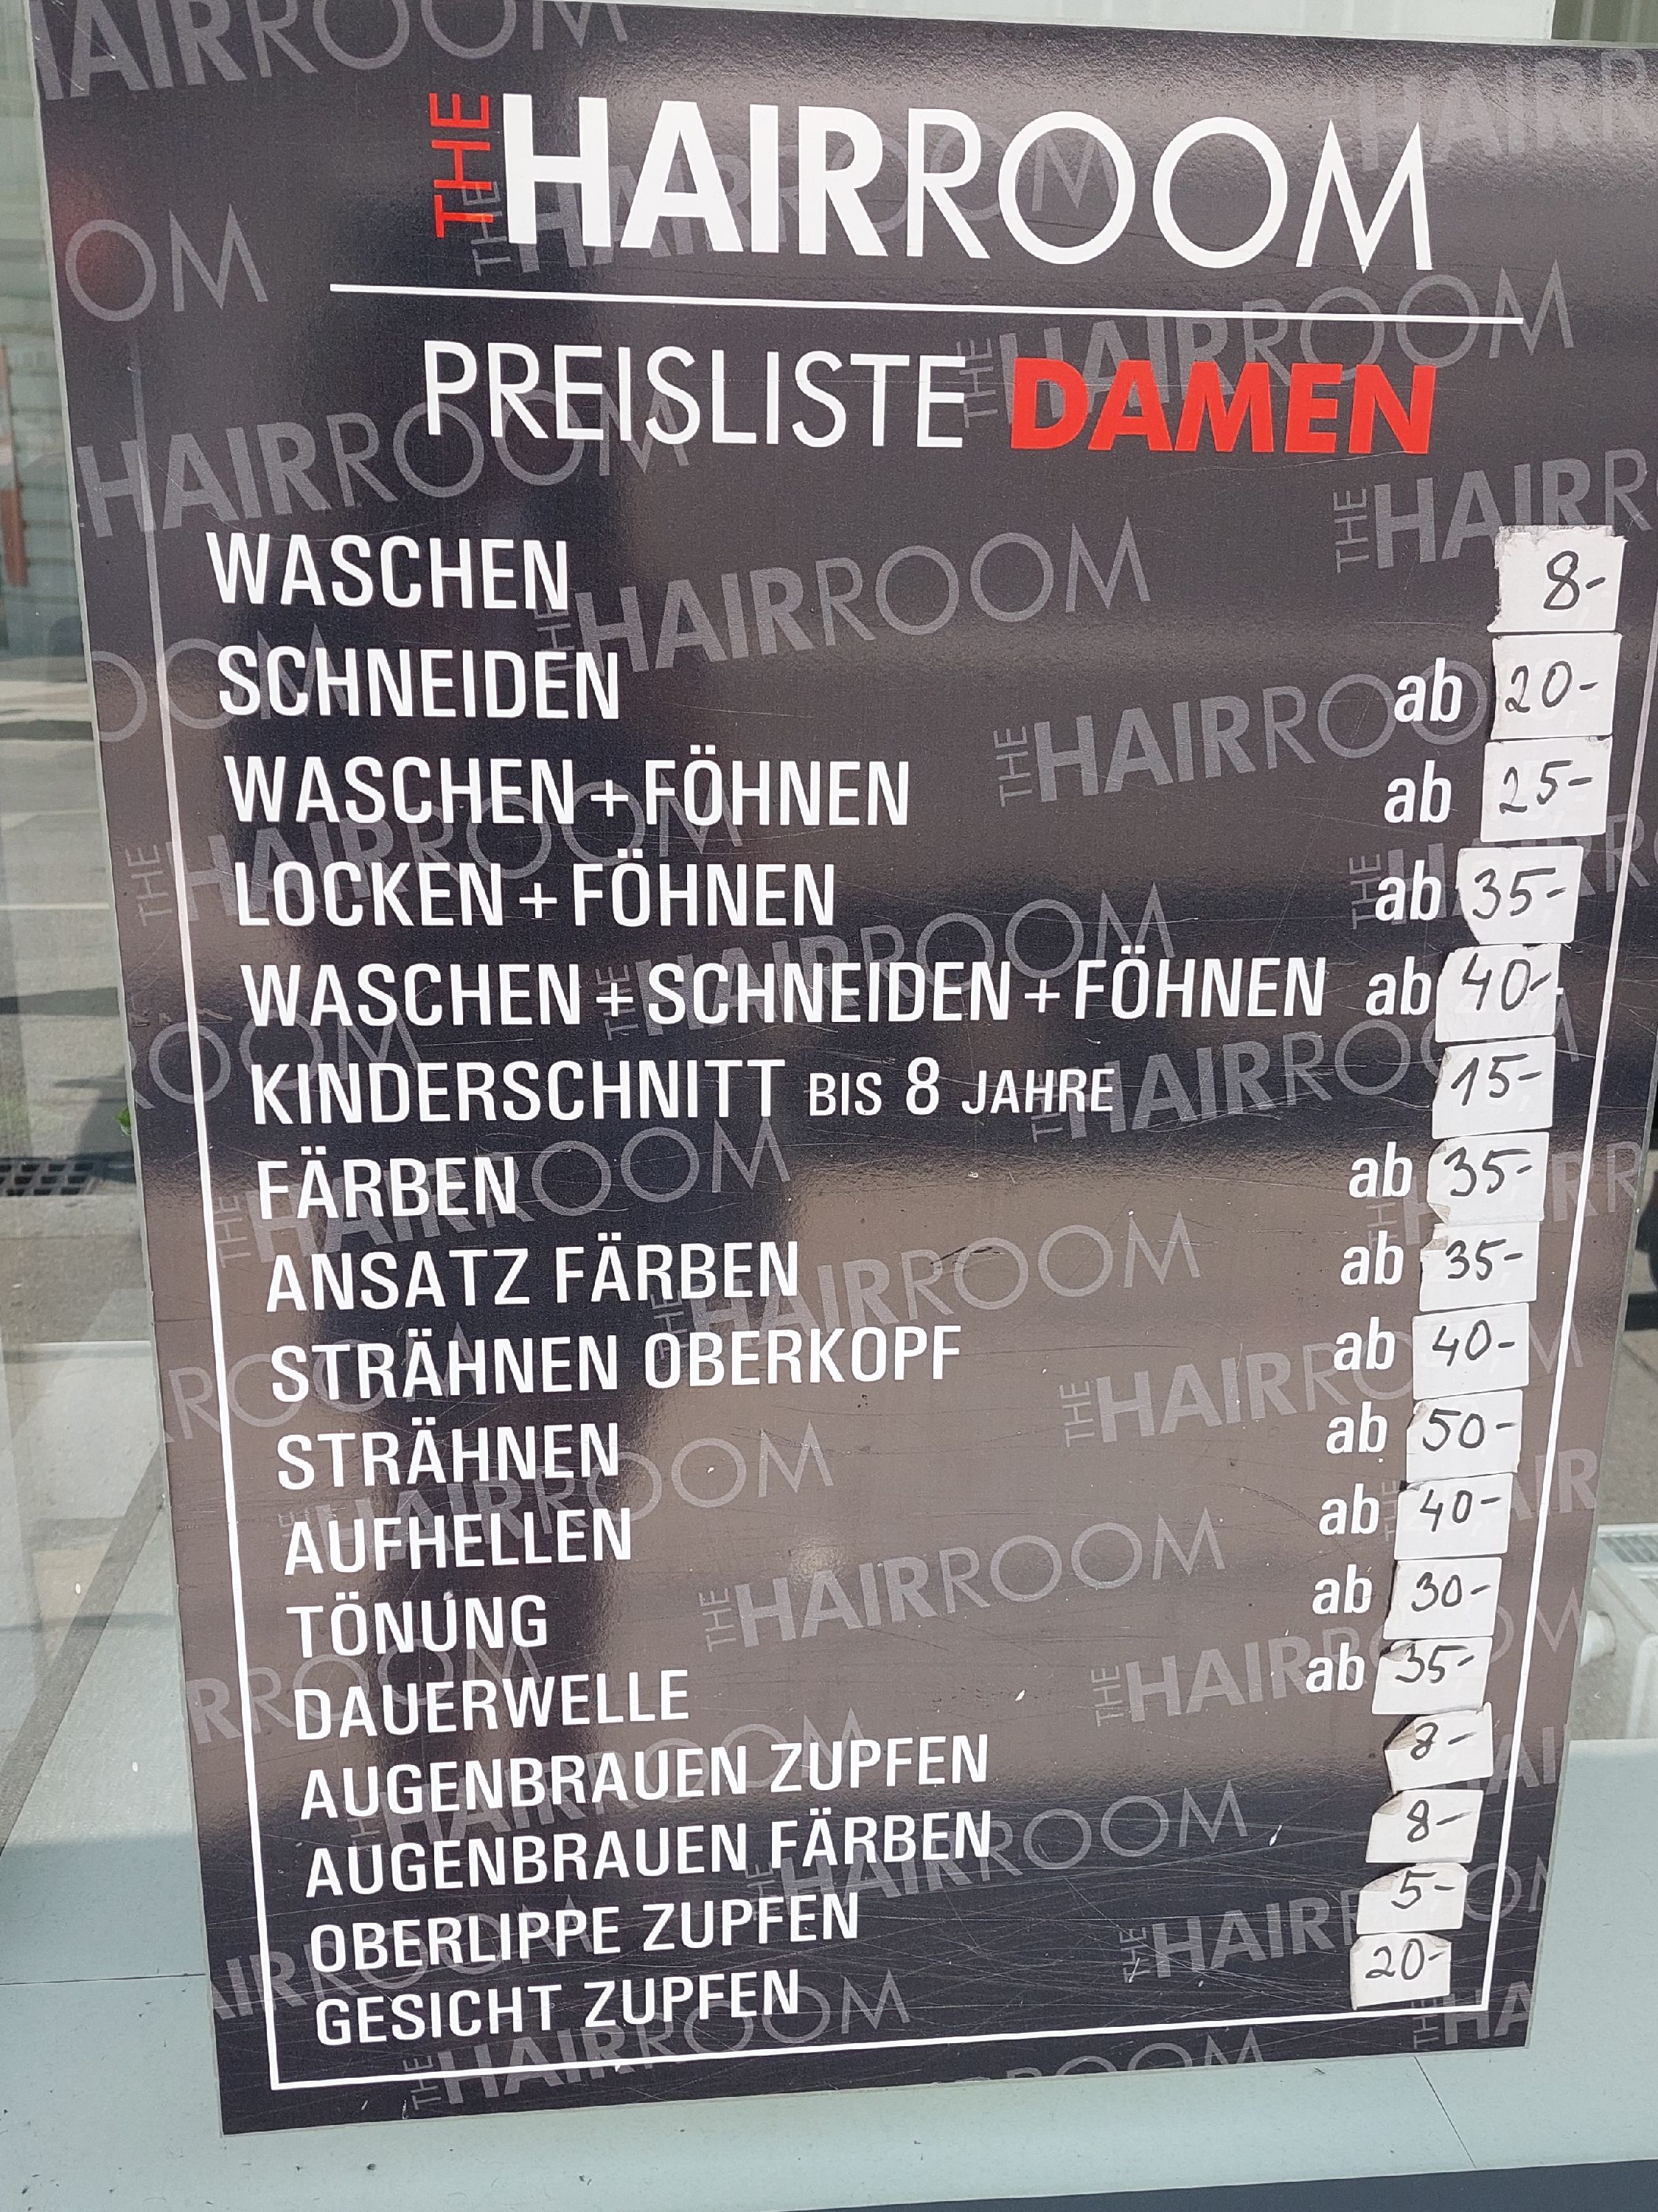 THE HAIRROOM
PREISLISTE DAMEN
WASCHEN 8-
SCHNEIDEN ab 20-
WASCHEN + FÖHNEN ab 25-
LOCKEN + FÖHNEN ab 35-
WASCHEN + SCHNEIDEN + FÖHNEN ab 40-
KINDERSCHNITT BIS 8 JAHRE 15-
FÄRBEN ab 35-
ANSATZ FÄRBEN ab 35-
STRÄHNEN OBERKOPF ab 40-
STRÄHNEN ab 50-
AUFHELLEN ab 40-
TÖNUNG ab 30-
DAUERWELLE ab 35-
AUGENBRAUEN ZUPFEN 8-
AUGENBRAUEN FÄRBEN 8-
OBERLIPPE ZUPFEN 5-
GESICHT ZUPFEN 20-